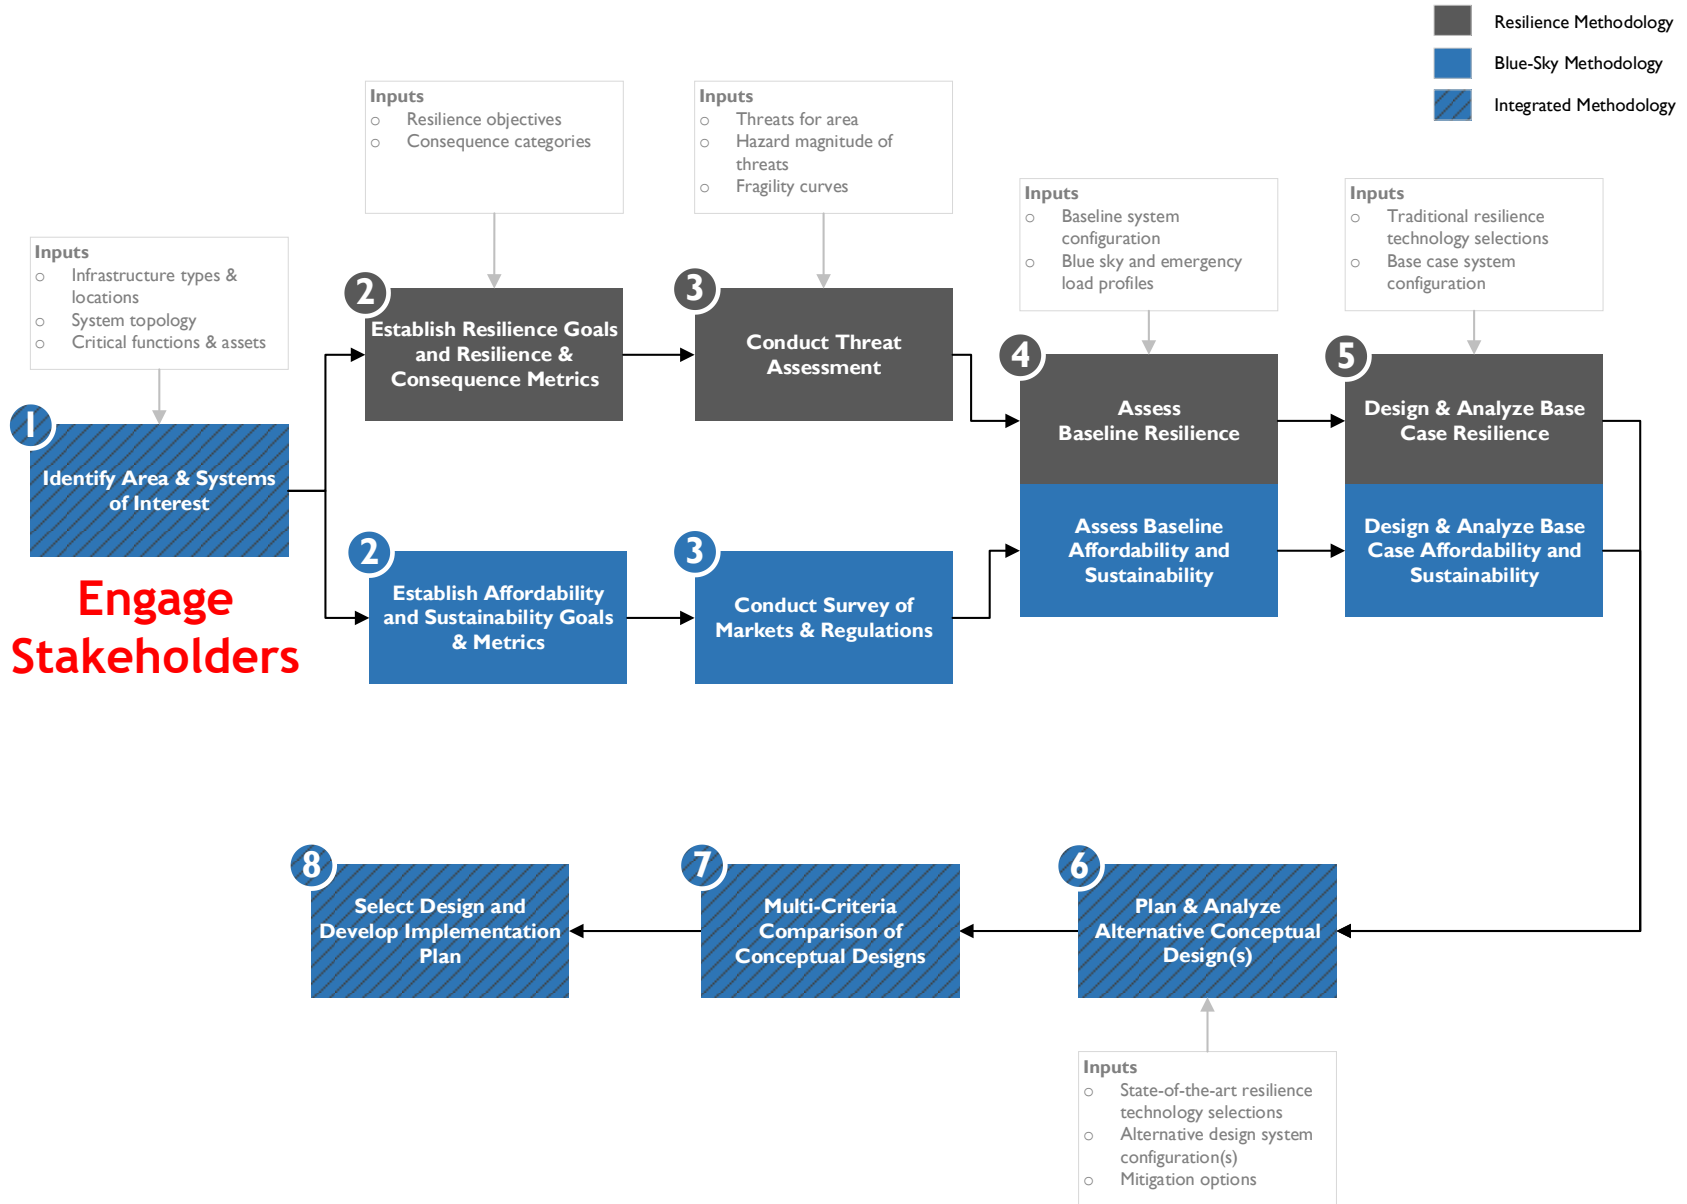 Resilience Methodology
Blue-Sky Methodology
Integrated Methodology
Inputs
○ Resilience objectives
○ Consequence categories
Inputs
○ Threats for area
○ Hazard magnitude of
threats
○ Fragility curves
Inputs
○ Baseline system
configuration
○ Blue sky and emergency
load profiles
Inputs
○ Traditional resilience
technology selections
○ Base case system
configuration
Inputs
○ Infrastructure types &
locations
○ System topology
○ Critical functions & assets
1
Identify Area & Systems
of Interest
Engage
Stakeholders
2
Establish Resilience Goals
and Resilience &
Consequence Metrics
3
Conduct Threat
Assessment
2
Establish Affordability
and Sustainability Goals
& Metrics
3
Conduct Survey of
Markets & Regulations
4
Assess
Baseline Resilience
Assess Baseline
Affordability and
Sustainability
5
Design & Analyze Base
Case Resilience
Design & Analyze Base
Case Affordability and
Sustainability
6
Plan & Analyze
Alternative Conceptual
Design(s)
7
Multi-Criteria
Comparison of
Conceptual Designs
8
Select Design and
Develop Implementation
Plan
Inputs
○ State-of-the-art resilience
technology selections
○ Alternative design system
configuration(s)
○ Mitigation options